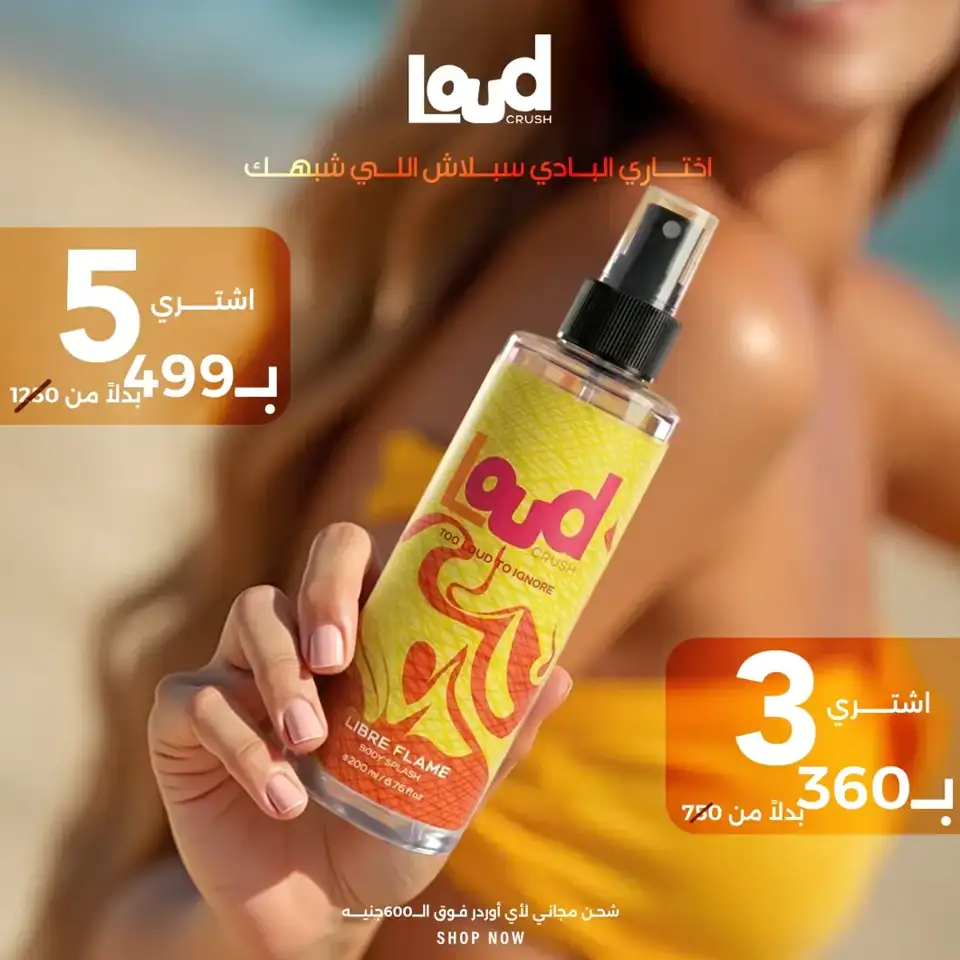 Loud
CRUSH
اختاري البادي سبلاش اللي شبهك
اشتري 5
بـ499 بدلاً من 1230
Loud
CRUSH
TOO LOUD TO IGNORE
LIBRE FLAME
BODY SPLASH
e 200 ml / 6.76 fl oz
اشتري 3
بـ360 بدلاً من 750
شحن مجاني لأي أوردر فوق الـ600جنيه
SHOP NOW